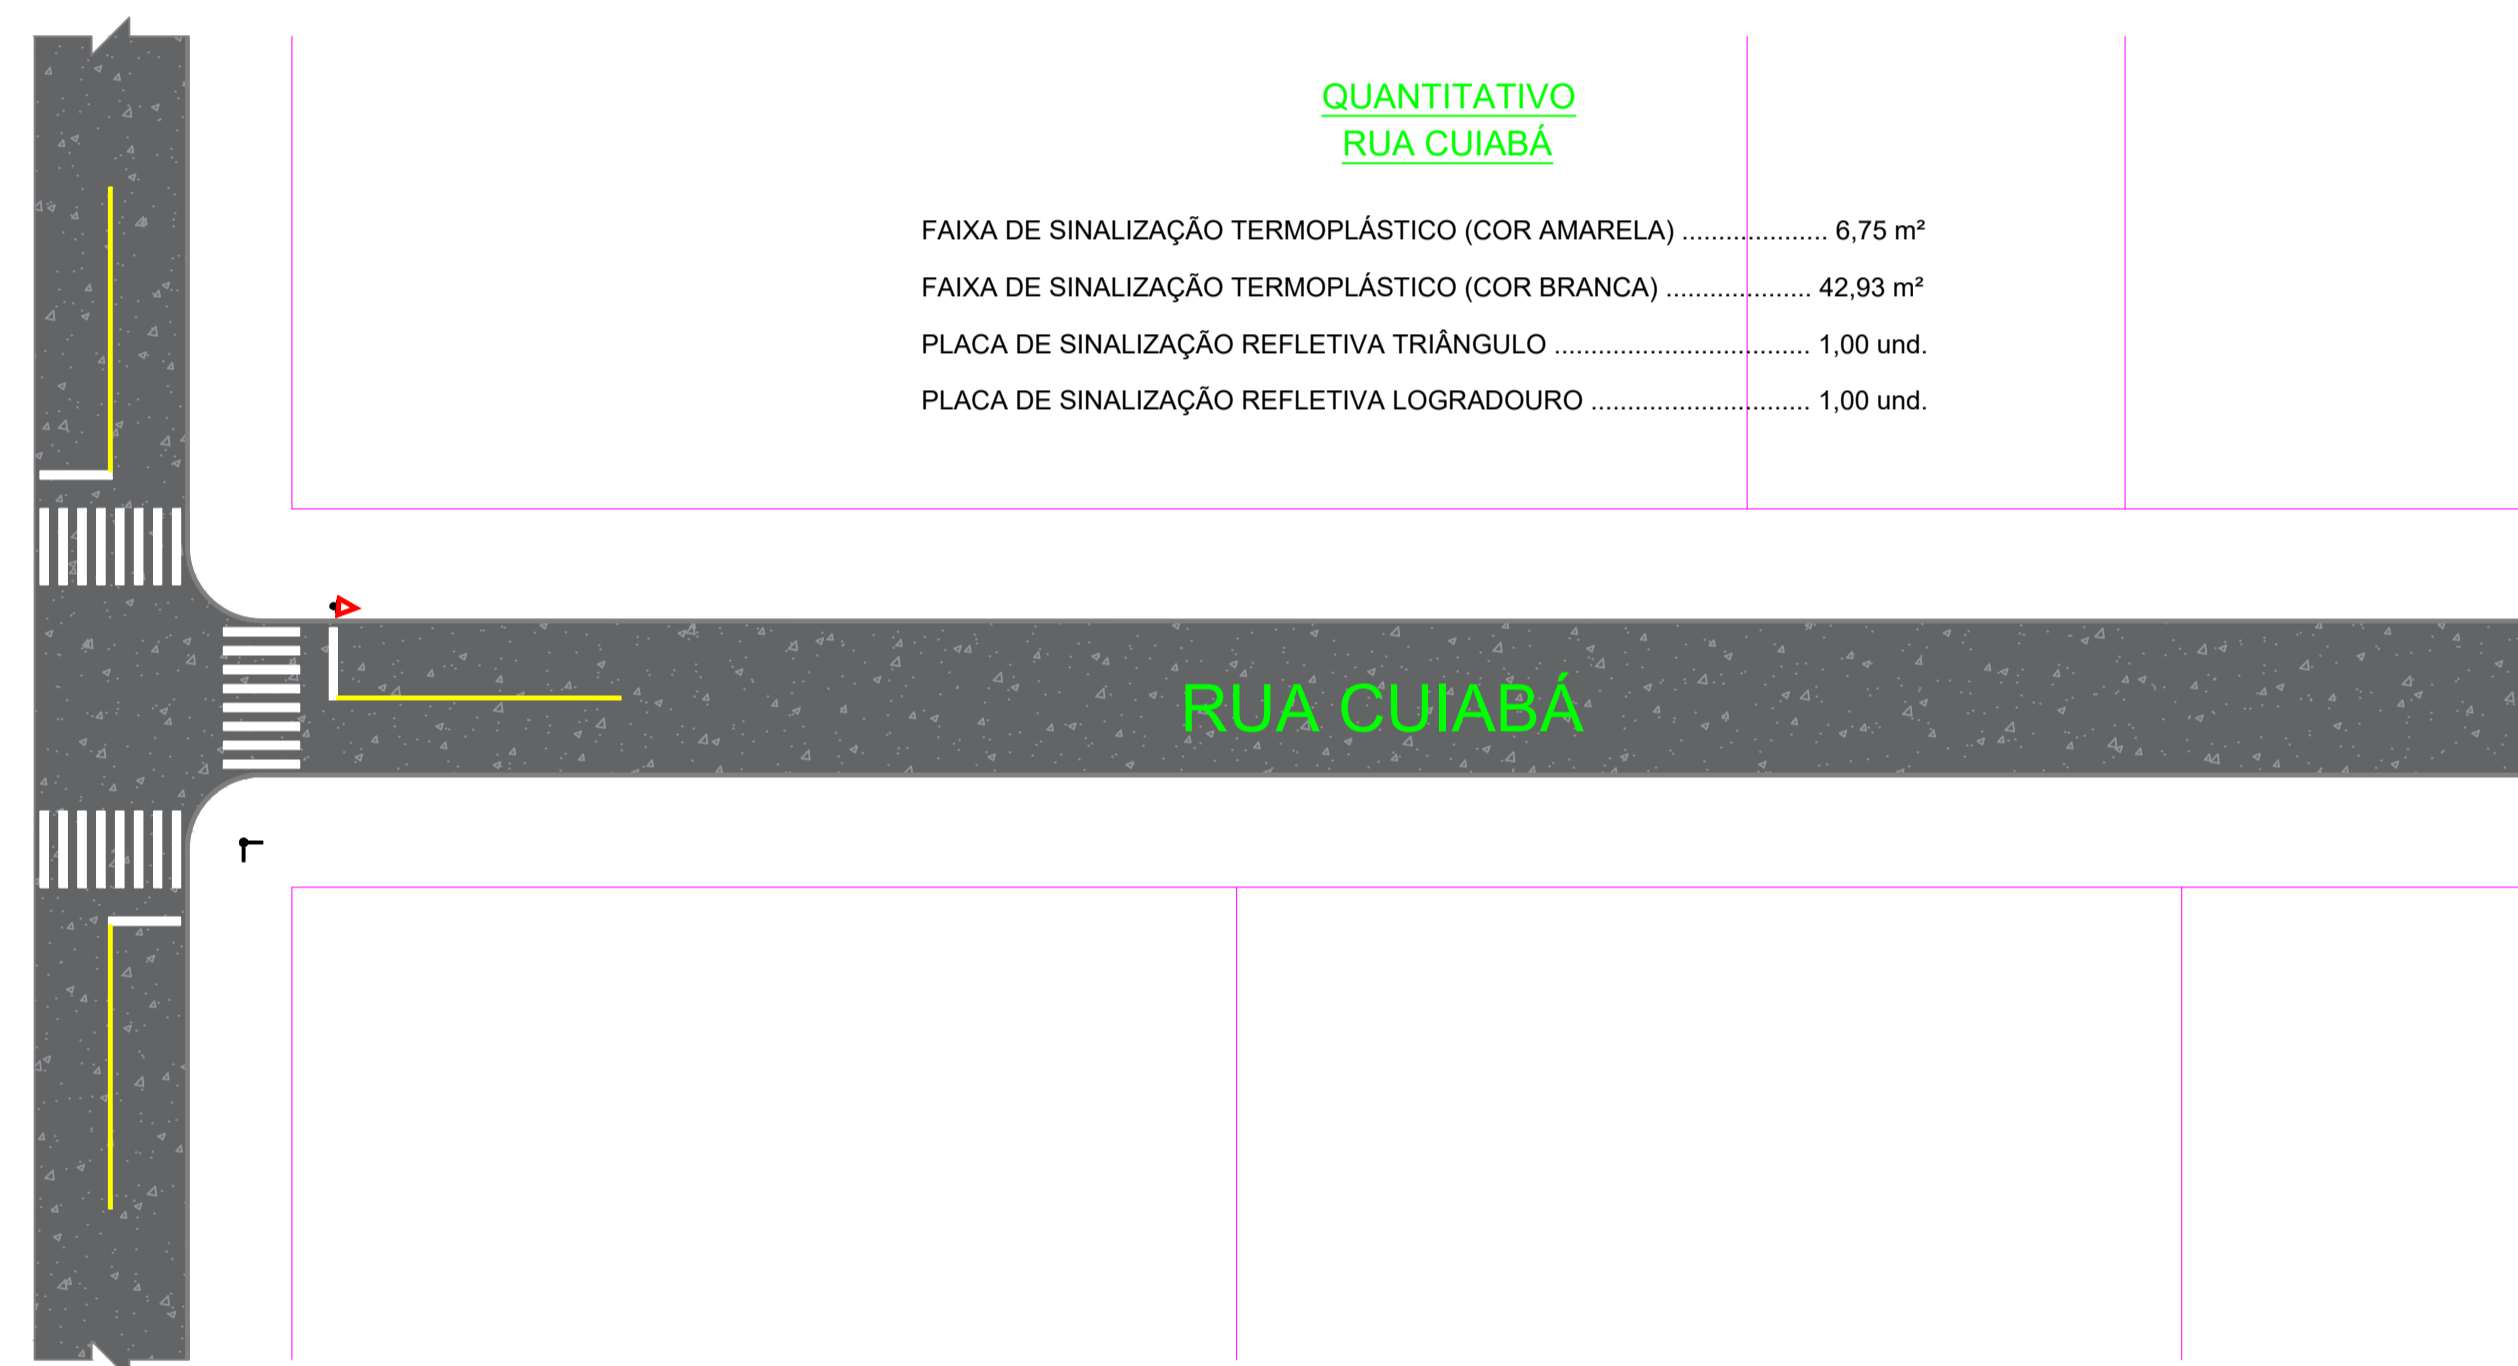 QUANTITATIVO
RUA CUIABÁ
FAIXA DE SINALIZAÇÃO TERMOPLÁSTICO (COR AMARELA) .................... 6,75 m²
FAIXA DE SINALIZAÇÃO TERMOPLÁSTICO (COR BRANCA) .................... 42,93 m²
PLACA DE SINALIZAÇÃO REFLETIVA TRIÂNGULO ................................... 1,00 und.
PLACA DE SINALIZAÇÃO REFLETIVA LOGRADOURO .............................. 1,00 und.
RUA CUIABÁ